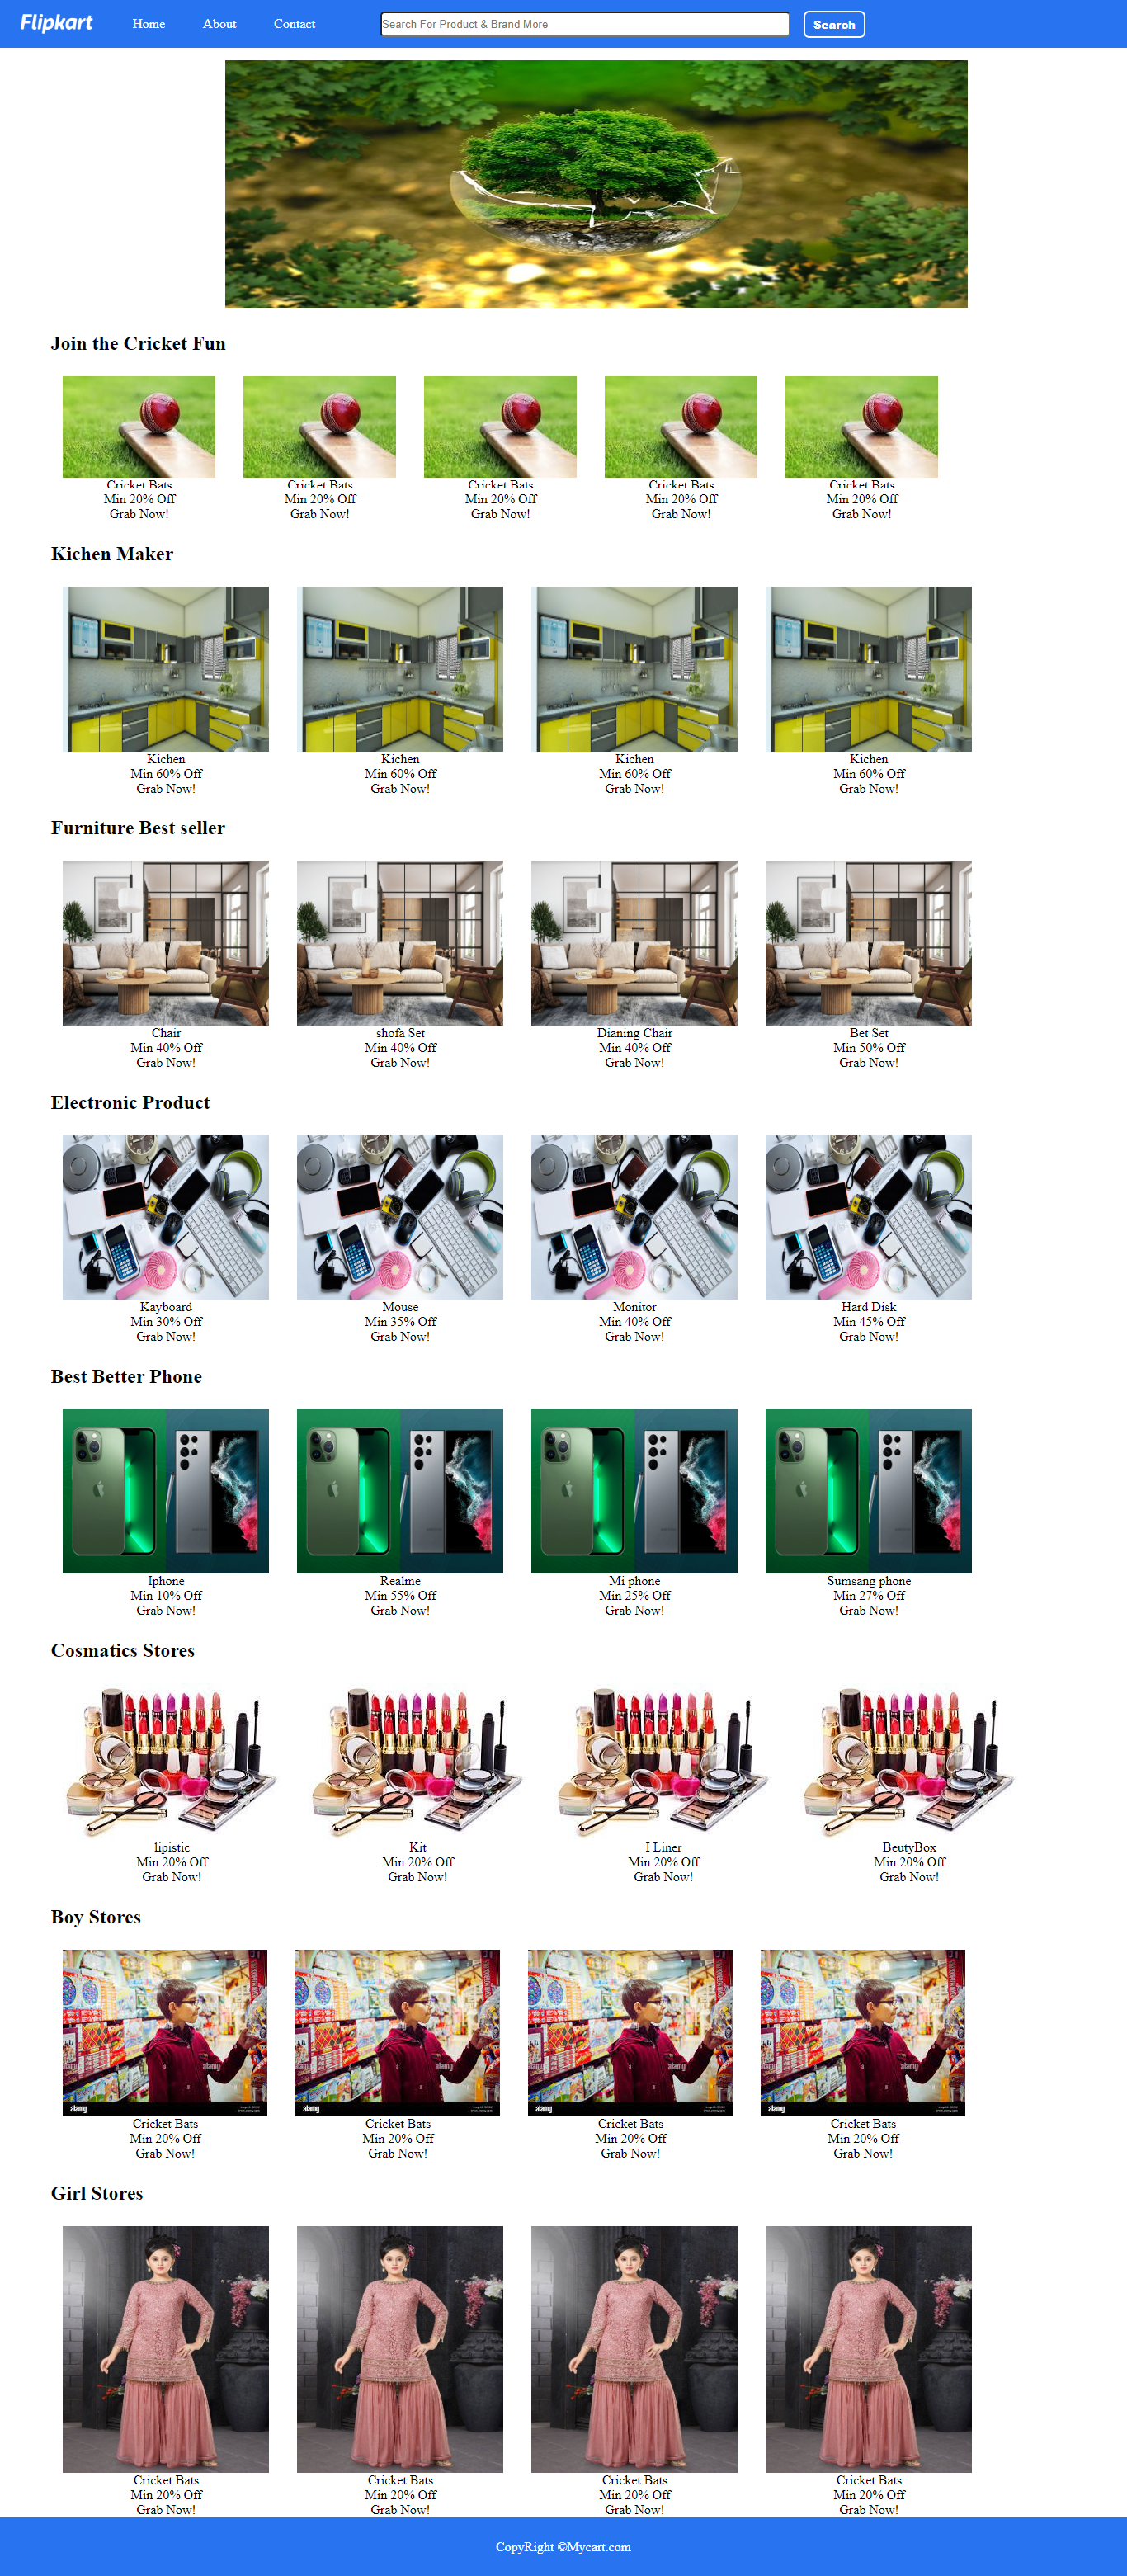 Flipkart Home About Contact Search For Product & Brand More Search
Join the Cricket Fun
Cricket Bats Cricket Bats Cricket Bats Cricket Bats Cricket Bats
Min 20% Off Min 20% Off Min 20% Off Min 20% Off Min 20% Off
Grab Now! Grab Now! Grab Now! Grab Now! Grab Now!
Kichen Maker
Kichen Kichen Kichen Kichen
Min 60% Off Min 60% Off Min 60% Off Min 60% Off
Grab Now! Grab Now! Grab Now! Grab Now!
Furniture Best seller
Chair shofa Set Dianing Chair Bet Set
Min 40% Off Min 40% Off Min 40% Off Min 50% Off
Grab Now! Grab Now! Grab Now! Grab Now!
Electronic Product
Kayboard Mouse Monitor Hard Disk
Min 30% Off Min 35% Off Min 40% Off Min 45% Off
Grab Now! Grab Now! Grab Now! Grab Now!
Best Better Phone
Iphone Realme Mi phone Sumsang phone
Min 10% Off Min 55% Off Min 25% Off Min 27% Off
Grab Now! Grab Now! Grab Now! Grab Now!
Cosmatics Stores
lipistic Kit I Liner BeutyBox
Min 20% Off Min 20% Off Min 20% Off Min 20% Off
Grab Now! Grab Now! Grab Now! Grab Now!
Boy Stores
alamy alamy alamy alamy
alamy alamy alamy alamy
Cricket Bats Cricket Bats Cricket Bats Cricket Bats
Min 20% Off Min 20% Off Min 20% Off Min 20% Off
Grab Now! Grab Now! Grab Now! Grab Now!
Girl Stores
Cricket Bats Cricket Bats Cricket Bats Cricket Bats
Min 20% Off Min 20% Off Min 20% Off Min 20% Off
Grab Now! Grab Now! Grab Now! Grab Now!
CopyRight ©Mycart.com